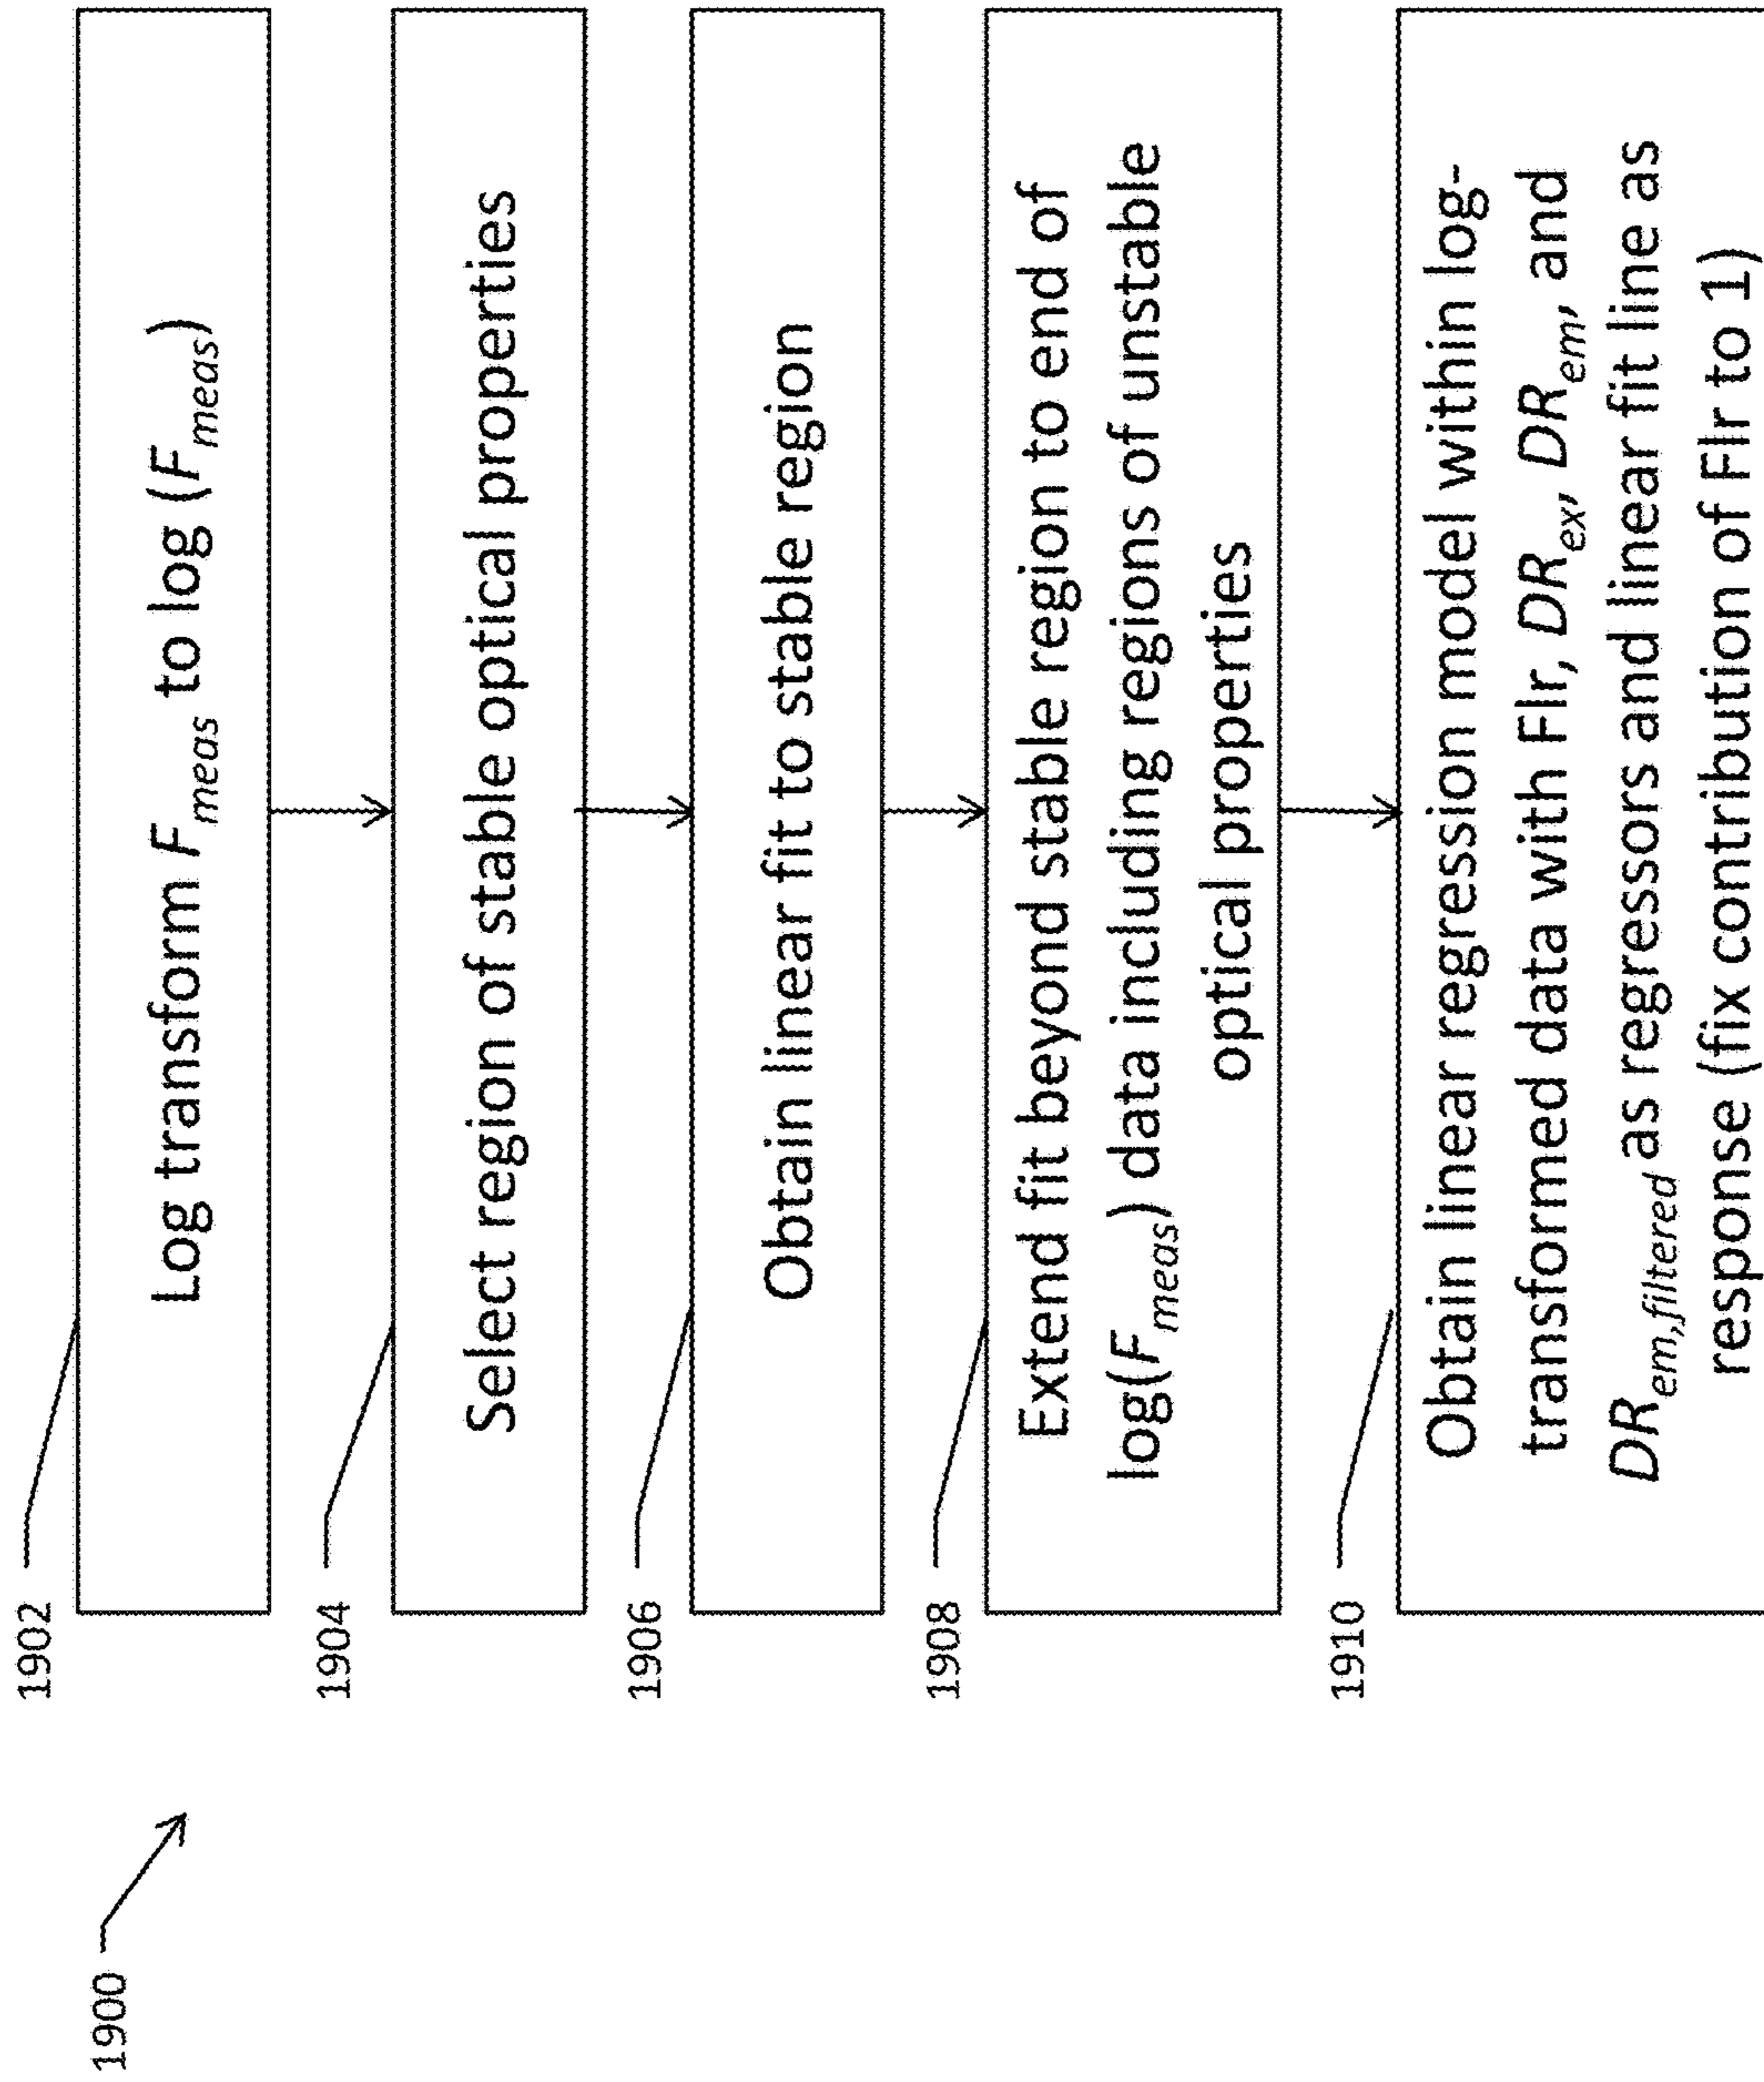 1900
1902
Log transform F_meas to log (F_meas)
1904
Select region of stable optical properties
1906
Obtain linear fit to stable region
1908
Extend fit beyond stable region to end of
log(F_meas) data including regions of unstable
optical properties
1910
Obtain linear regression model within log-
transformed data with Flr, DR_ex, DR_em, and
DR_em,filtered as regressors and linear fit line as
response (fix contribution of Flr to 1)